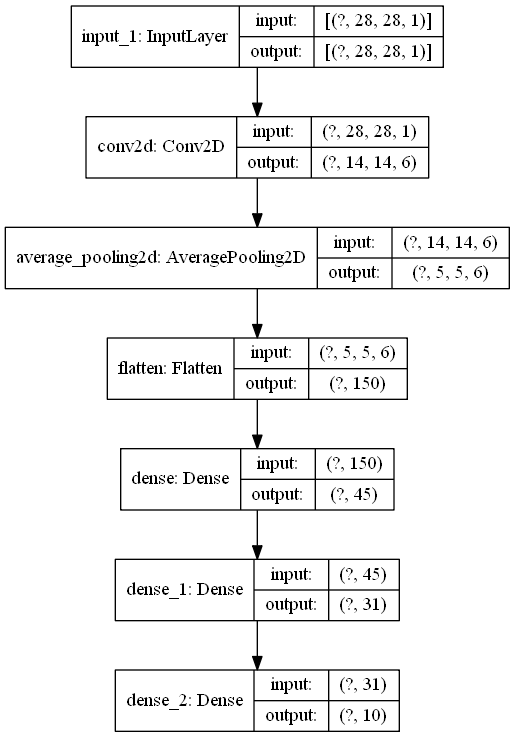 input_1: InputLayer
input: [(?, 28, 28, 1)]
output: [(?, 28, 28, 1)]
conv2d: Conv2D
input: (?, 28, 28, 1)
output: (?, 14, 14, 6)
average_pooling2d: AveragePooling2D
input: (?, 14, 14, 6)
output: (?, 5, 5, 6)
flatten: Flatten
input: (?, 5, 5, 6)
output: (?, 150)
dense: Dense
input: (?, 150)
output: (?, 45)
dense_1: Dense
input: (?, 45)
output: (?, 31)
dense_2: Dense
input: (?, 31)
output: (?, 10)